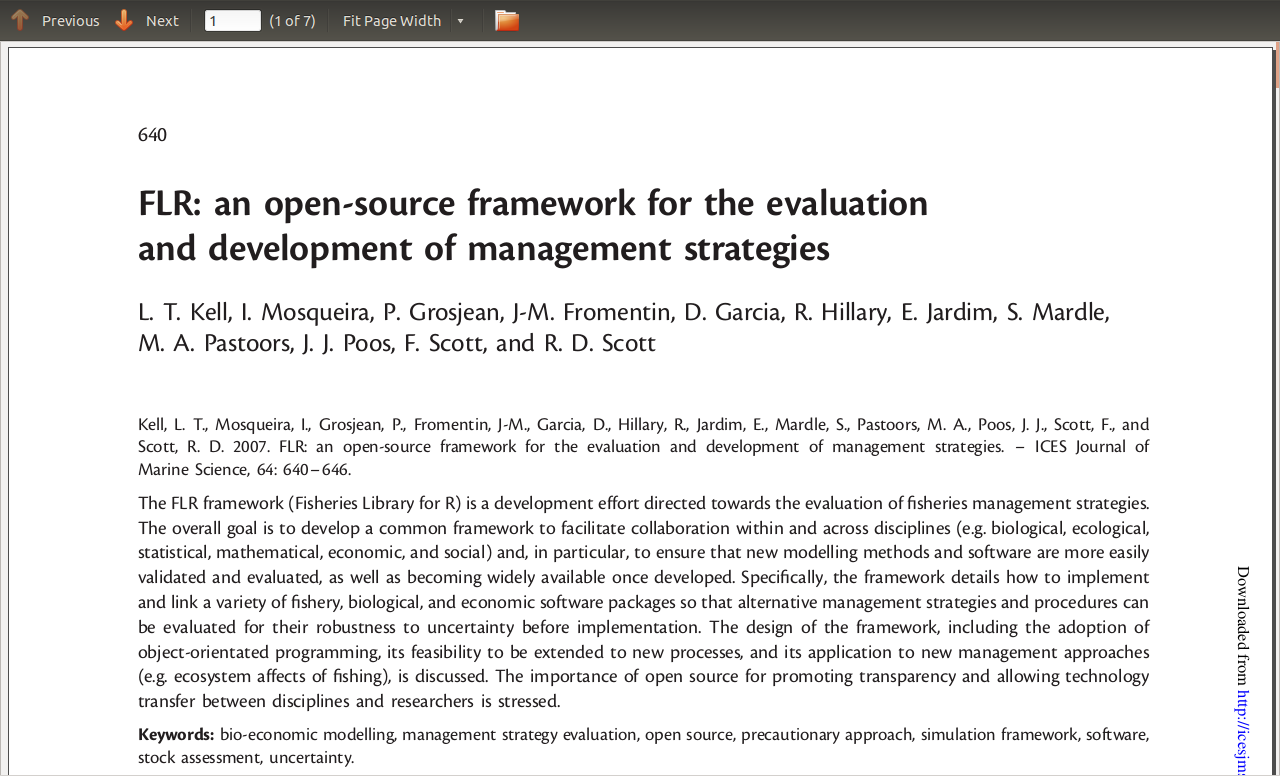 Previous Next 1 (1 of 7) Fit Page Width
640
FLR: an open-source framework for the evaluation
and development of management strategies
L. T. Kell, I. Mosqueira, P. Grosjean, J-M. Fromentin, D. Garcia, R. Hillary, E. Jardim, S. Mardle,
M. A. Pastoors, J. J. Poos, F. Scott, and R. D. Scott
Kell, L. T., Mosqueira, I., Grosjean, P., Fromentin, J-M., Garcia, D., Hillary, R., Jardim, E., Mardle, S., Pastoors, M. A., Poos, J. J., Scott, F., and
Scott, R. D. 2007. FLR: an open-source framework for the evaluation and development of management strategies. – ICES Journal of
Marine Science, 64: 640–646.
The FLR framework (Fisheries Library for R) is a development effort directed towards the evaluation of fisheries management strategies.
The overall goal is to develop a common framework to facilitate collaboration within and across disciplines (e.g. biological, ecological,
statistical, mathematical, economic, and social) and, in particular, to ensure that new modelling methods and software are more easily
validated and evaluated, as well as becoming widely available once developed. Specifically, the framework details how to implement
and link a variety of fishery, biological, and economic software packages so that alternative management strategies and procedures can
be evaluated for their robustness to uncertainty before implementation. The design of the framework, including the adoption of
object-orientated programming, its feasibility to be extended to new processes, and its application to new management approaches
(e.g. ecosystem affects of fishing), is discussed. The importance of open source for promoting transparency and allowing technology
transfer between disciplines and researchers is stressed.
Keywords: bio-economic modelling, management strategy evaluation, open source, precautionary approach, simulation framework, software,
stock assessment, uncertainty.
Downloaded from http://icesjm